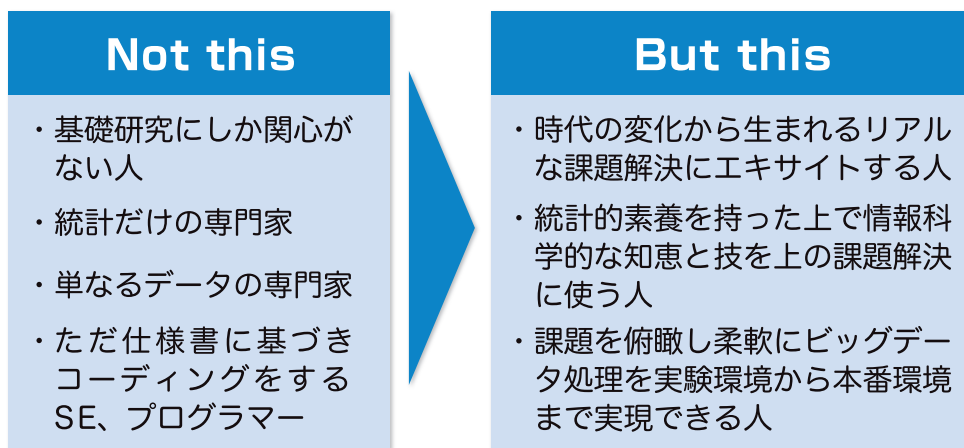 Not this
・基礎研究にしか関心が
ない人
・統計だけの専門家
・単なるデータの専門家
・ただ仕様書に基づき
コーディングをする
SE、プログラマー
But this
・時代の変化から生まれるリアル
な課題解決にエキサイトする人
・統計的素養を持った上で情報科
学的な知恵と技を上の課題解決
に使う人
・課題を俯瞰し柔軟にビッグデー
タ処理を実験環境から本番環境
まで実現できる人